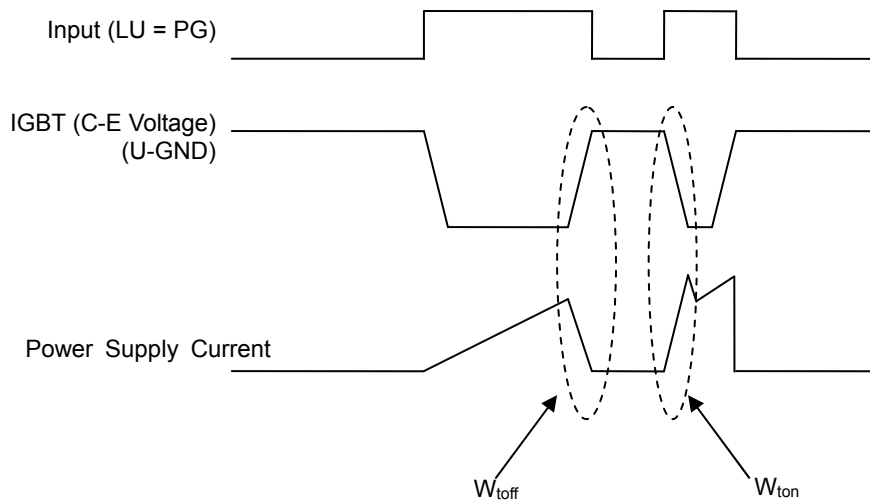 Input (LU = PG)
IGBT (C-E Voltage)
(U-GND)
Power Supply Current
Wtoff
Wton